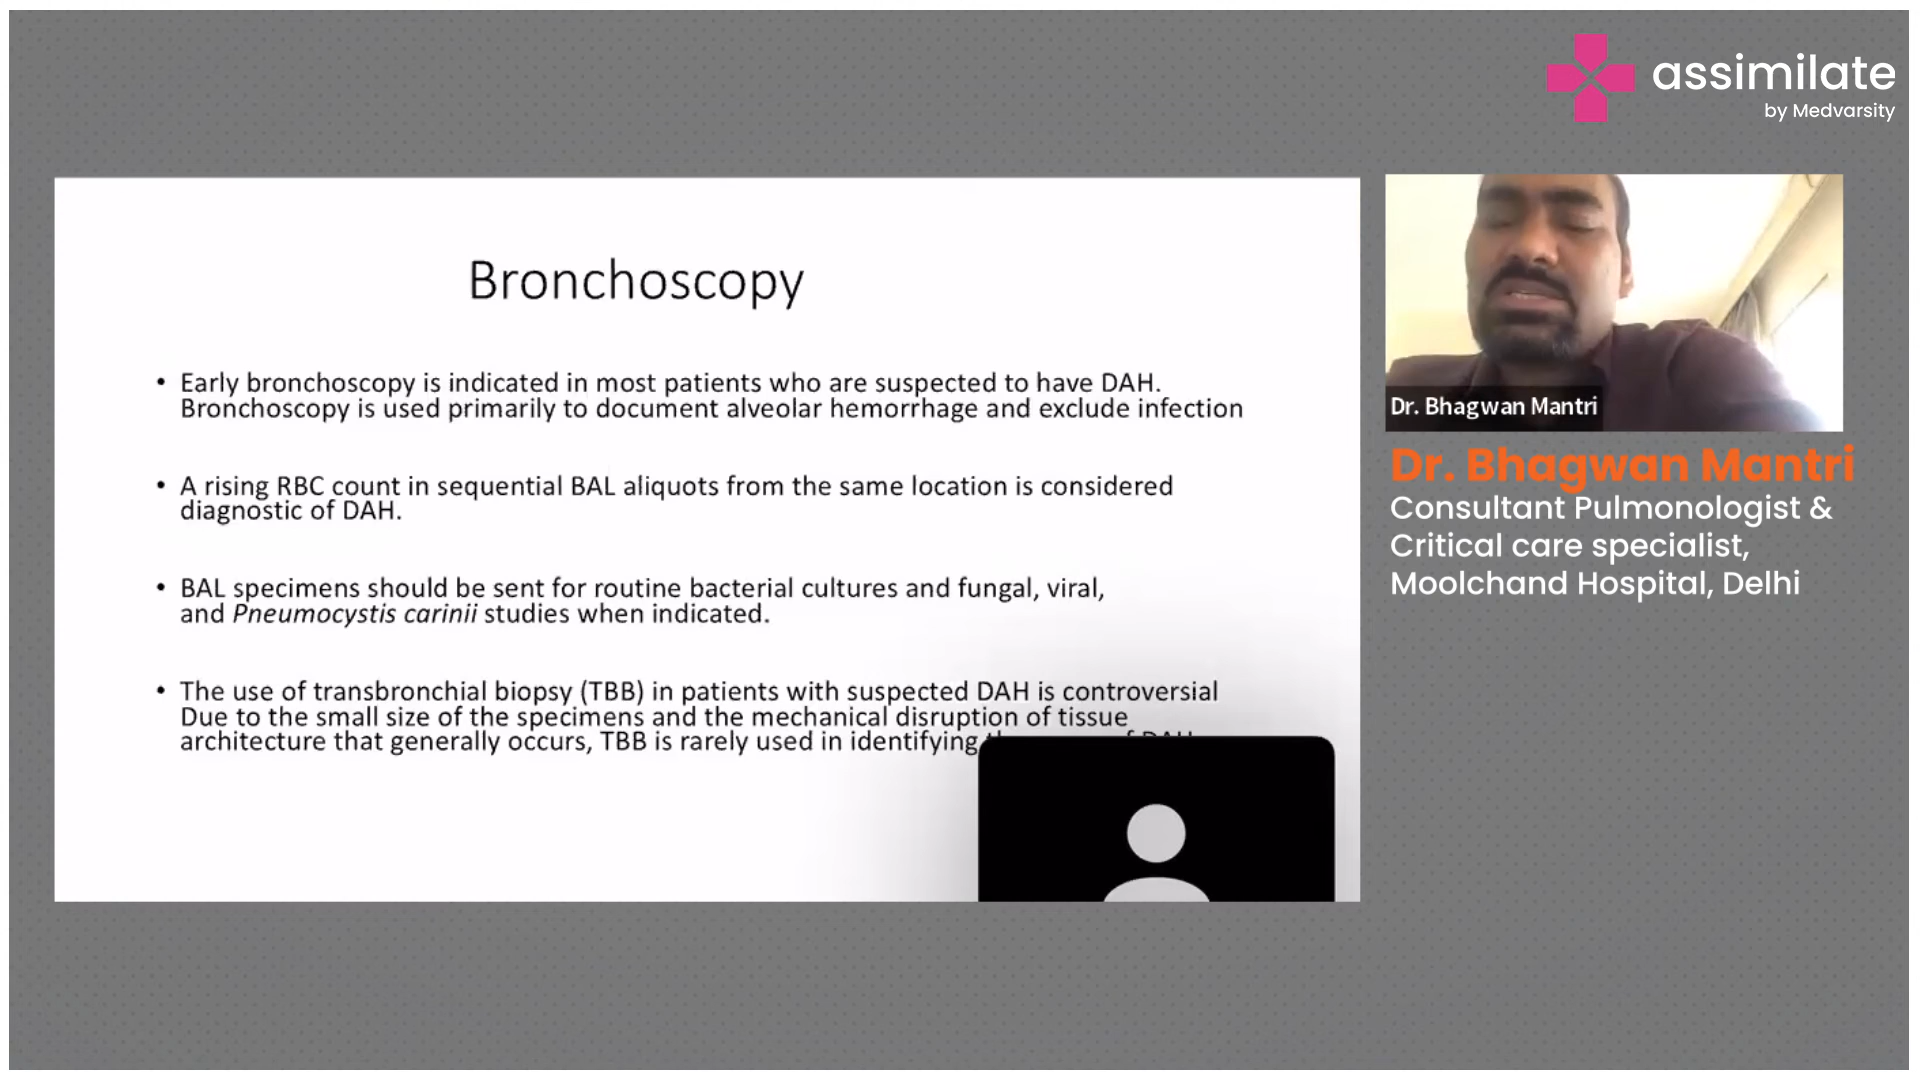 assimilate
by Medvarsity
Bronchoscopy
• Early bronchoscopy is indicated in most patients who are suspected to have DAH.
Bronchoscopy is used primarily to document alveolar hemorrhage and exclude infection
• A rising RBC count in sequential BAL aliquots from the same location is considered
diagnostic of DAH.
• BAL specimens should be sent for routine bacterial cultures and fungal, viral,
and Pneumocystis carinii studies when indicated.
• The use of transbronchial biopsy (TBB) in patients with suspected DAH is controversial
Due to the small size of the specimens and the mechanical disruption of tissue
architecture that generally occurs, TBB is rarely used in identifying
Dr. Bhagwan Mantri
Dr. Bhagwan Mantri
Consultant Pulmonologist &
Critical care specialist,
Moolchand Hospital, Delhi